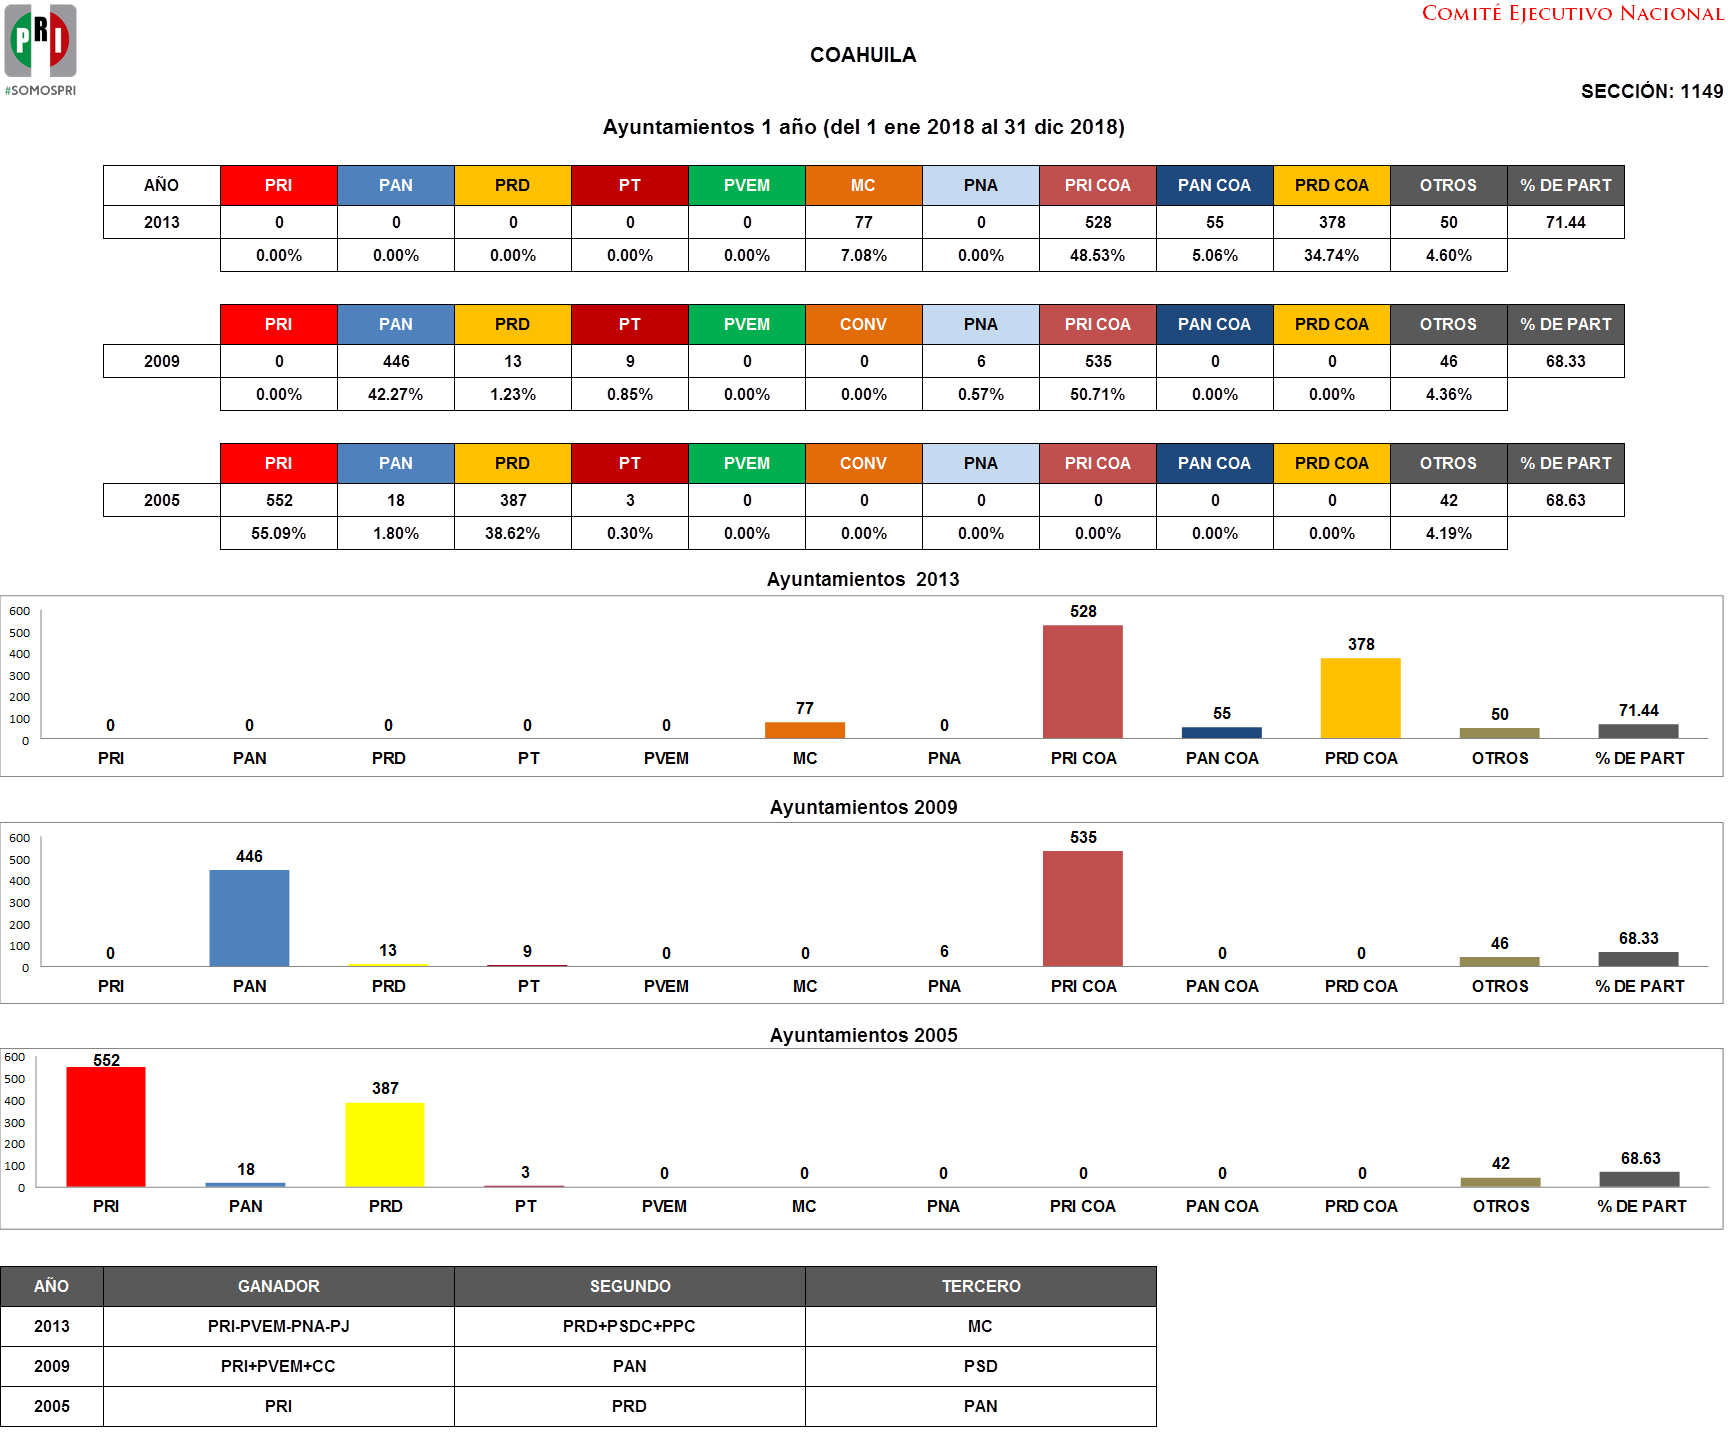 COMITÉ EJECUTIVO NACIONAL
PRI
#SOMOSPRI
COAHUILA
SECCIÓN: 1149
Ayuntamientos 1 año (del 1 ene 2018 al 31 dic 2018)
AÑO PRI PAN PRD PT PVEM MC PNA PRI COA PAN COA PRD COA OTROS % DE PART
2013 0 0 0 0 0 77 0 528 55 378 50 71.44
0.00% 0.00% 0.00% 0.00% 0.00% 7.08% 0.00% 48.53% 5.06% 34.74% 4.60%
PRI PAN PRD PT PVEM CONV PNA PRI COA PAN COA PRD COA OTROS % DE PART
2009 0 446 13 9 0 0 6 535 0 0 46 68.33
0.00% 42.27% 1.23% 0.85% 0.00% 0.00% 0.57% 50.71% 0.00% 0.00% 4.36%
PRI PAN PRD PT PVEM CONV PNA PRI COA PAN COA PRD COA OTROS % DE PART
2005 552 18 387 3 0 0 0 0 0 0 42 68.63
55.09% 1.80% 38.62% 0.30% 0.00% 0.00% 0.00% 0.00% 0.00% 0.00% 4.19%
Ayuntamientos 2013
600
500
400
300
200
100
0
0 0 0 0 0 77 0 528 55 378 50 71.44
PRI PAN PRD PT PVEM MC PNA PRI COA PAN COA PRD COA OTROS % DE PART
Ayuntamientos 2009
600
500
400
300
200
100
0
0 446 13 9 0 0 6 535 0 0 46 68.33
PRI PAN PRD PT PVEM MC PNA PRI COA PAN COA PRD COA OTROS % DE PART
Ayuntamientos 2005
600
500
400
300
200
100
0
552 18 387 3 0 0 0 0 0 0 42 68.63
PRI PAN PRD PT PVEM MC PNA PRI COA PAN COA PRD COA OTROS % DE PART
AÑO GANADOR SEGUNDO TERCERO
2013 PRI-PVEM-PNA-PJ PRD+PSDC+PPC MC
2009 PRI+PVEM+CC PAN PSD
2005 PRI PRD PAN